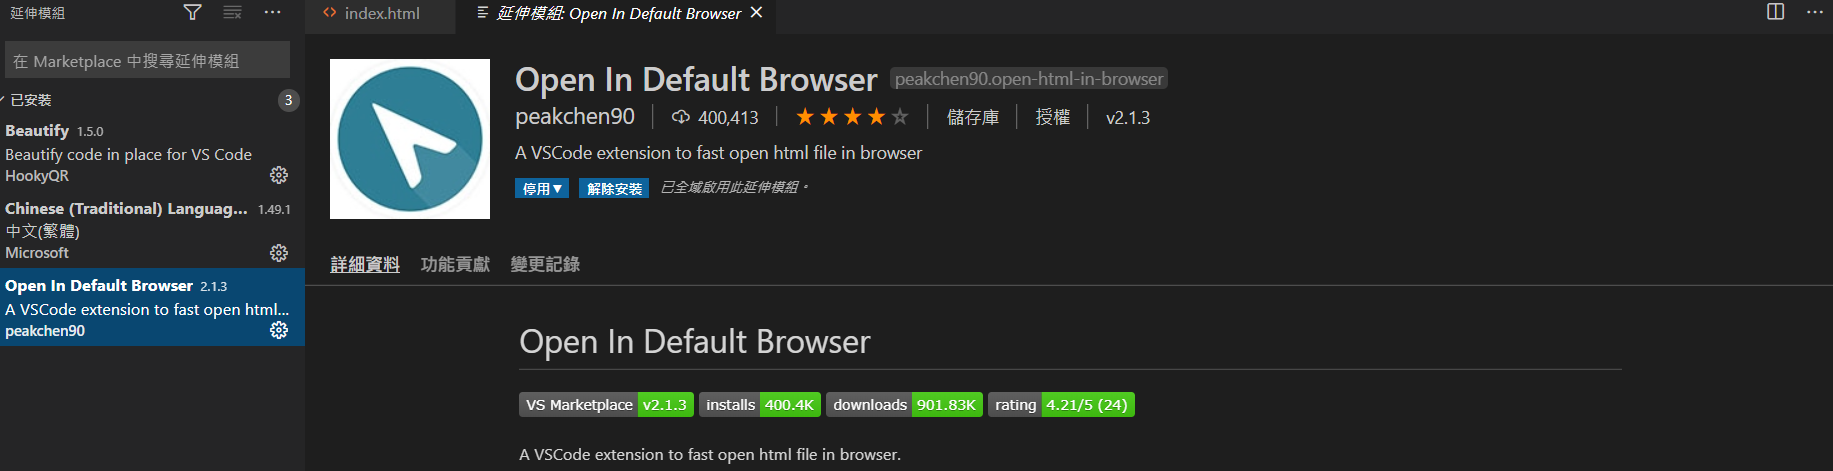 延伸模組
index.html
延伸模組: Open In Default Browser
在 Marketplace 中搜尋延伸模組
已安裝 3
Beautify 1.5.0
Beautify code in place for VS Code
HookyQR
Chinese (Traditional) Languag... 1.49.1
中文(繁體)
Microsoft
Open In Default Browser 2.1.3
A VSCode extension to fast open html...
peakchen90
Open In Default Browser peakchen90.open-html-in-browser
peakchen90 400,413 儲存庫 授權 v2.1.3
A VSCode extension to fast open html file in browser
停用▼ 解除安裝 已全域啟用此延伸模組。
詳細資料 功能貢獻 變更記錄
Open In Default Browser
VS Marketplace v2.1.3 installs 400.4K downloads 901.83K rating 4.21/5 (24)
A VSCode extension to fast open html file in browser.